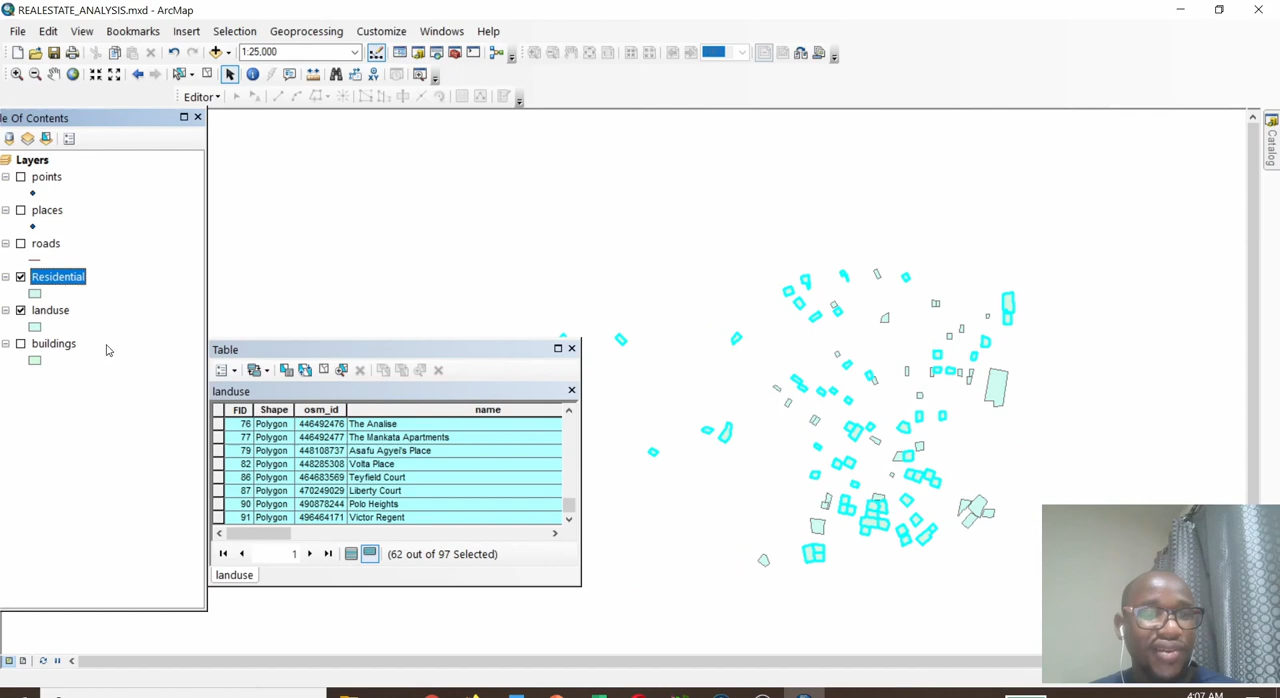 REALESTATE_ANALYSIS.mxd - ArcMap
File Edit View Bookmarks Insert Selection Geoprocessing Customize Windows Help
1:25,000
Editor
le Of Contents
Layers
points
places
roads
Residential
landuse
buildings
Catalog
Table
landuse
FID Shape osm_id name
76 Polygon 446492476 The Analise
77 Polygon 446492477 The Mankata Apartments
79 Polygon 448108737 Asafu Agyei's Place
82 Polygon 448285308 Volta Place
86 Polygon 464683569 Teyfield Court
87 Polygon 470249029 Liberty Court
90 Polygon 490878244 Polo Heights
91 Polygon 496464171 Victor Regent
1 (62 out of 97 Selected)
landuse
4:07 AM